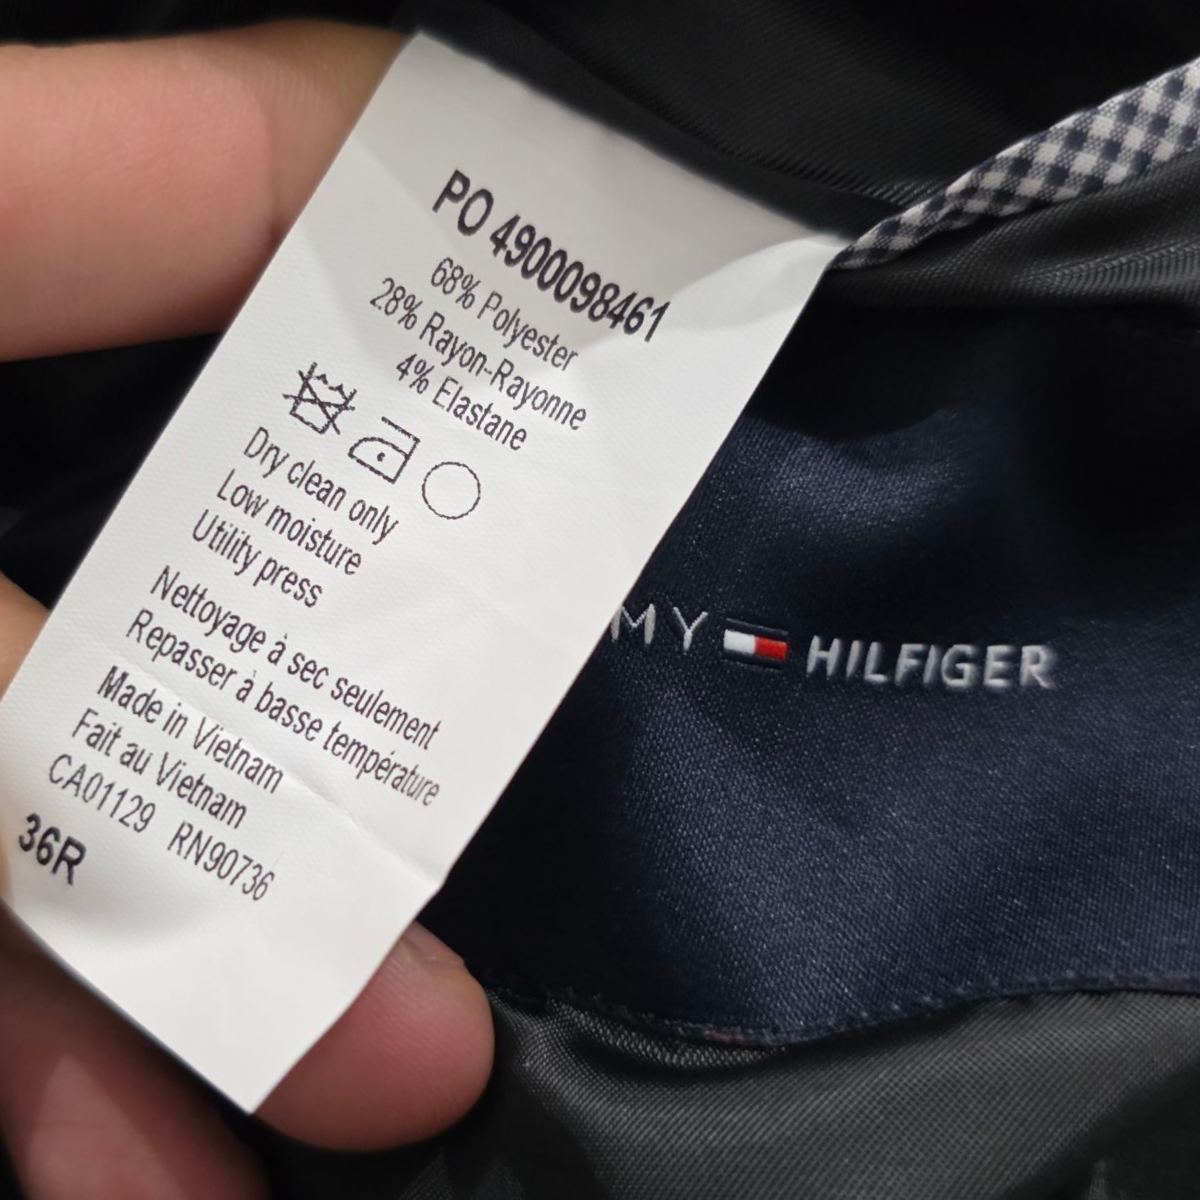 PO 4900098461
68% Polyester
28% Rayon-Rayonne
4% Elastane
Dry clean only
Low moisture
Utility press
Nettoyage à sec seulement
Repasser à basse température
Made in Vietnam
Fait au Vietnam
CA01129 RN90736
36R
MY HILFIGER